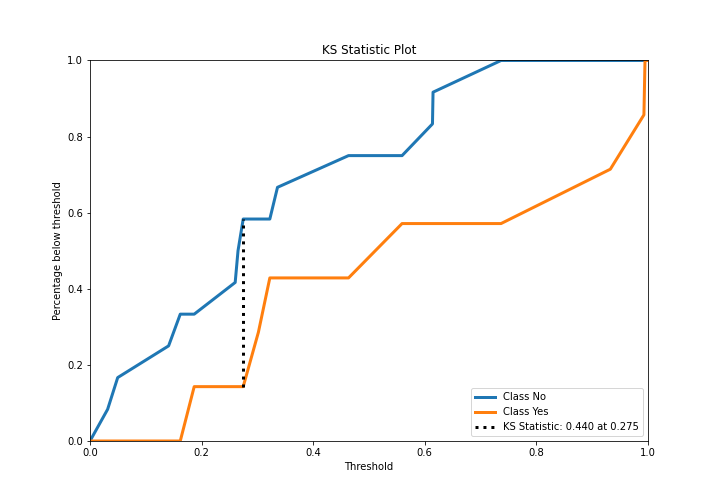 KS Statistic Plot
1.0
0.8
0.6
0.4
0.2
0.0
Percentage below threshold
0.0 0.2 0.4 0.6 0.8 1.0
Threshold
Class No
Class Yes
KS Statistic: 0.440 at 0.275